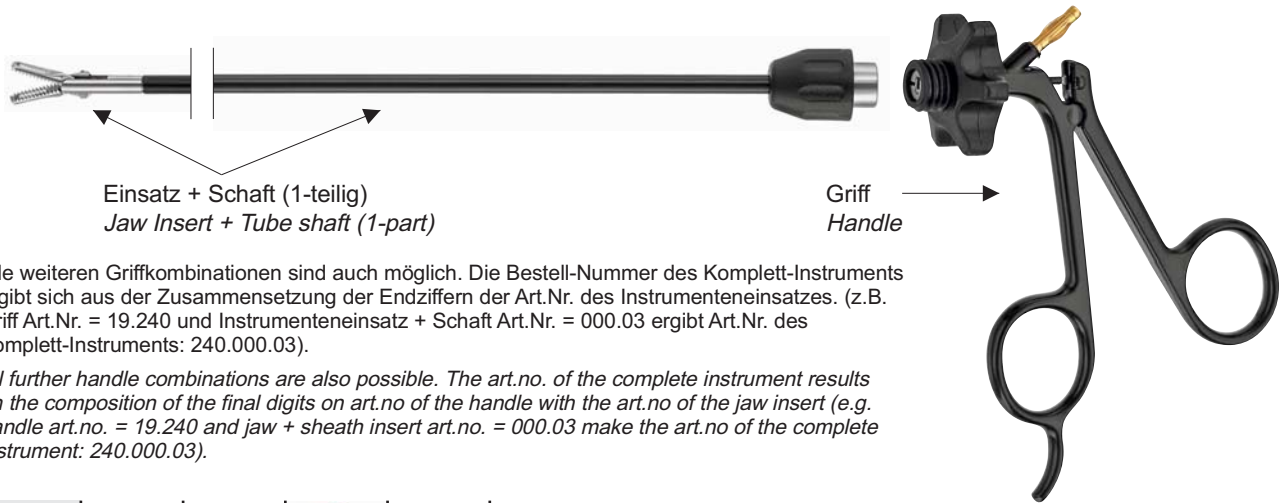 Einsatz + Schaft (1-teilig)
Jaw Insert + Tube shaft (1-part)
Griff
Handle
le weiteren Griffkombinationen sind auch möglich. Die Bestell-Nummer des Komplett-Instruments
gibt sich aus der Zusammensetzung der Endziffern der Art.Nr. des Instrumenteneinsatzes. (z.B.
riff Art.Nr. = 19.240 und Instrumenteneinsatz + Schaft Art.Nr. = 000.03 ergibt Art.Nr. des
omplett-Instruments: 240.000.03).
l further handle combinations are also possible. The art.no. of the complete instrument results
n the composition of the final digits on art.no of the handle with the art.no of the jaw insert (e.g.
andle art.no. = 19.240 and jaw + sheath insert art.no. = 000.03 make the art.no of the complete
strument: 240.000.03).